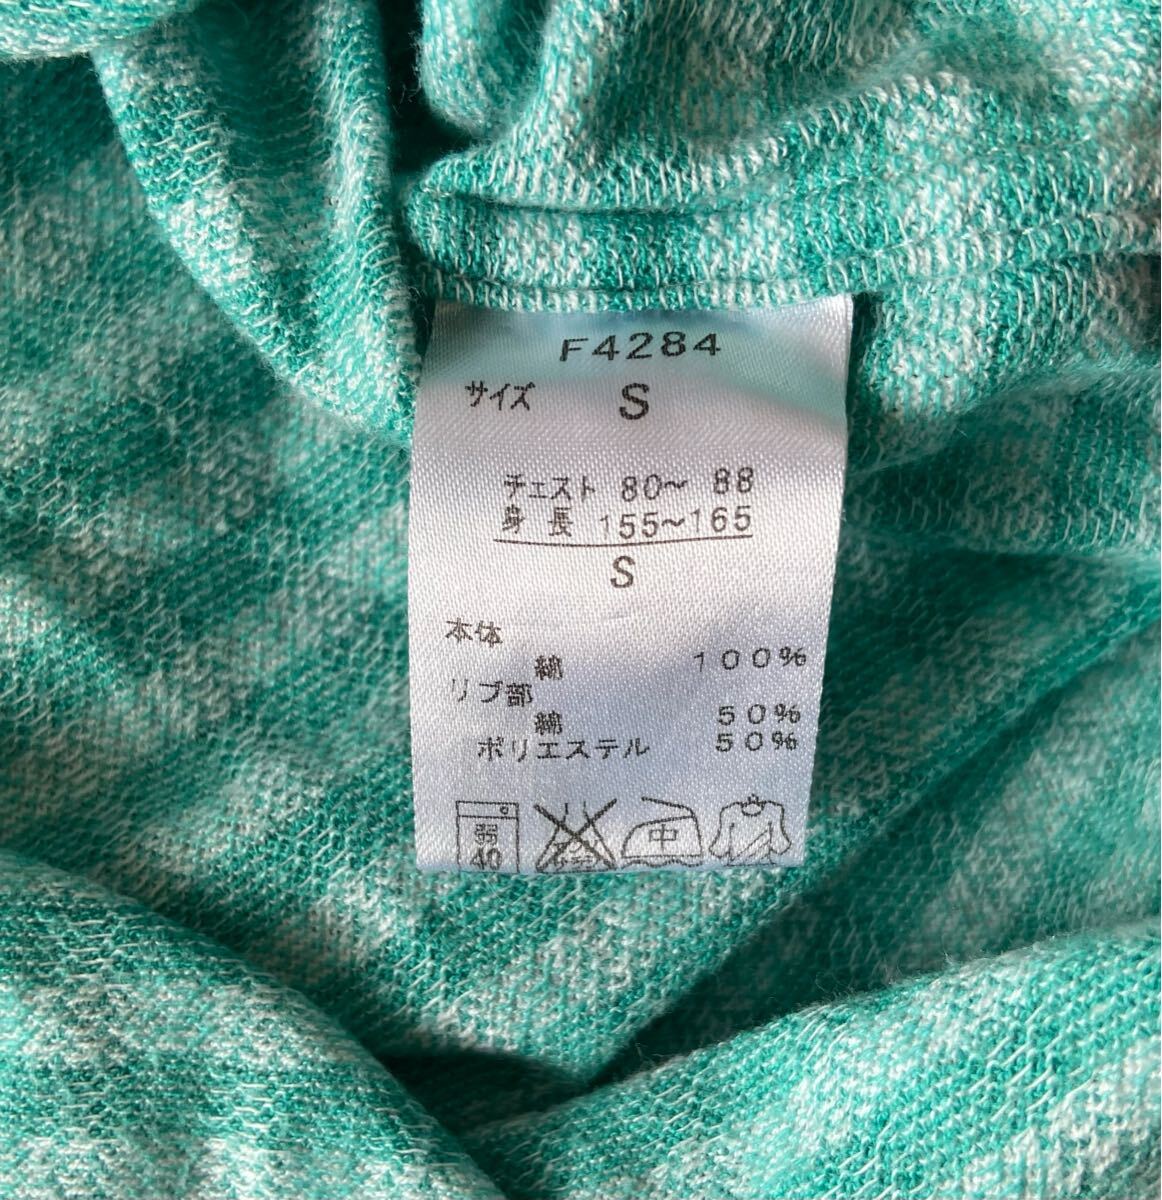 F4284
サイズ S
チェスト 80〜 88
身 長 155〜165
S
本体
綿 100%
リブ部
綿 50%
ポリエステル 50%
弱 中
40